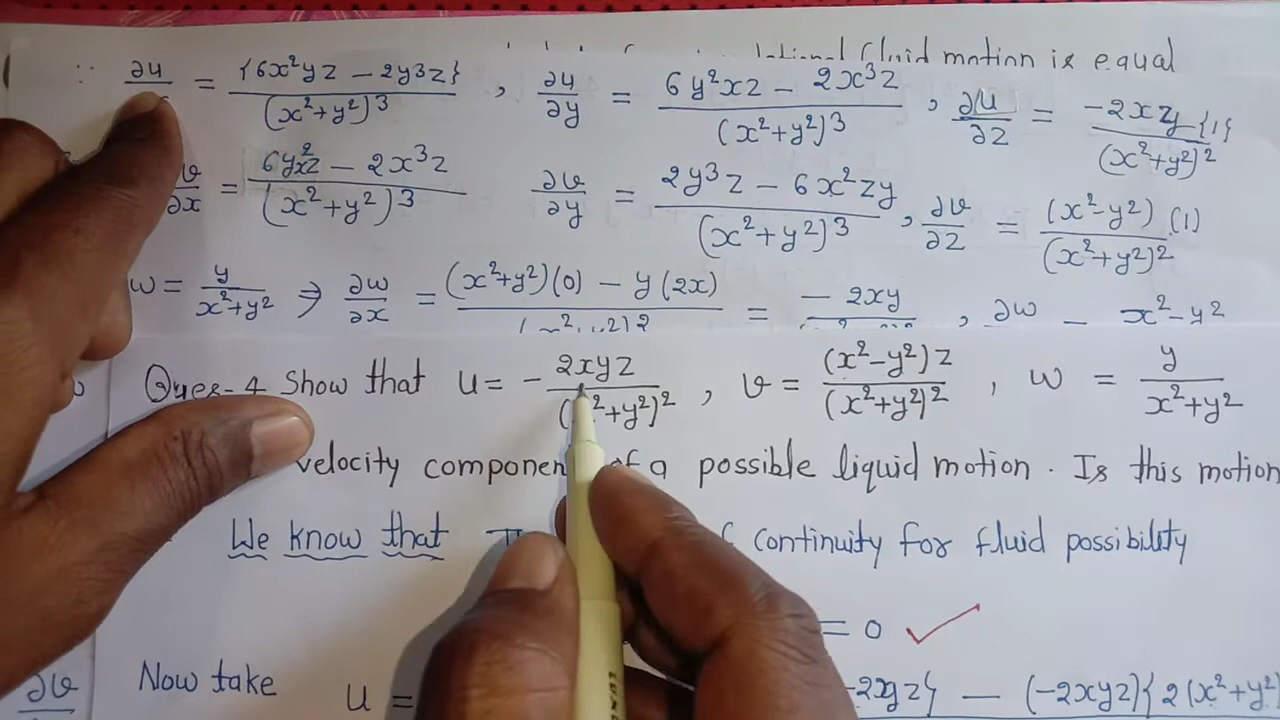 fluid motion is equal
∵ ∂u = {6x²yz - 2y³z} / (x²+y²)³ , ∂u/∂y = 6y²xz - 2x³z / (x²+y²)³ , ∂u/∂z = -2xzy {1} / (x²+y²)²
v/∂x = 6yx²z - 2x³z / (x²+y²)³ ∂v/∂y = 2y³z - 6x²zy / (x²+y²)³ , ∂v/∂z = (x²-y²) (1) / (x²+y²)²
w = y / x²+y² ⇒ ∂w/∂x = (x²+y²)(0) - y(2x) = - 2xy , ∂w - x²-y²
Ques-4 Show that u = - 2xyz / (x²+y²)² , v = (x²-y²)z / (x²+y²)² , w = y / x²+y²
velocity component of a possible liquid motion. Is this motion
We know that continuity for fluid possibility
= 0 ✓
∂v Now take u = -2xyz} - (-2xyz){2(x²+y²)